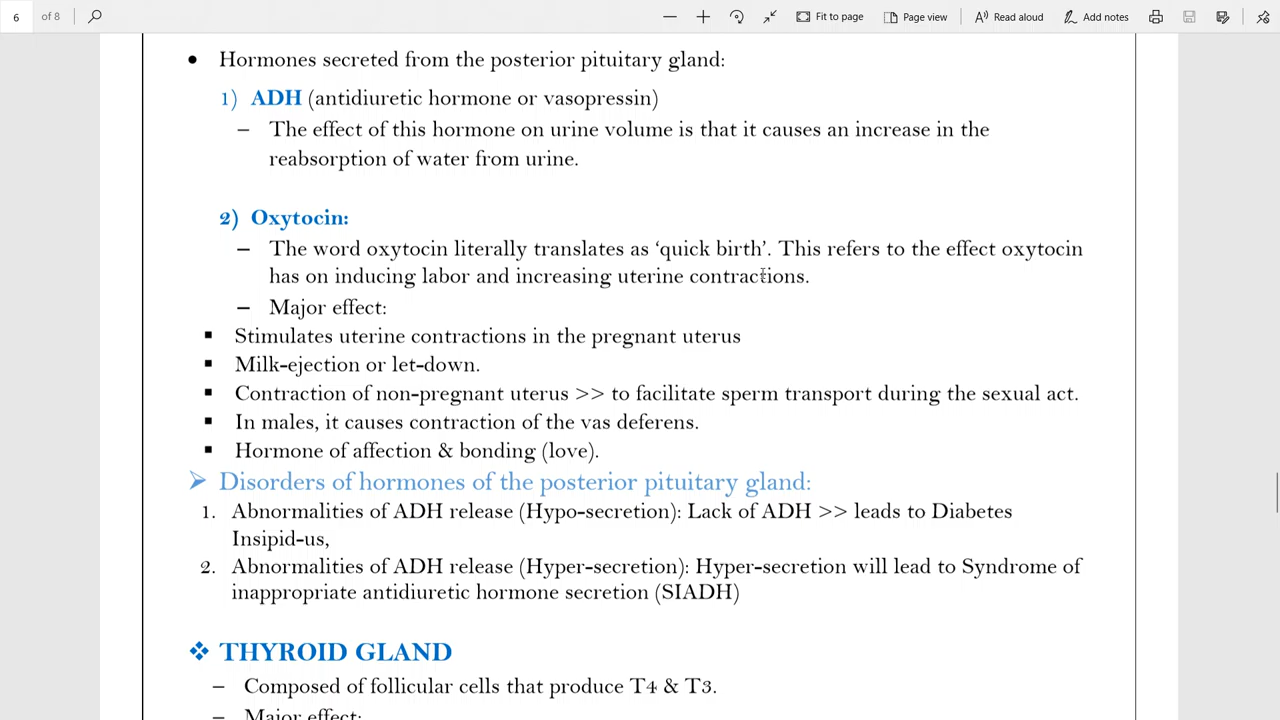 6 of 8 Fit to page Page view Read aloud Add notes
• Hormones secreted from the posterior pituitary gland:
1) ADH (antidiuretic hormone or vasopressin)
– The effect of this hormone on urine volume is that it causes an increase in the
reabsorption of water from urine.
2) Oxytocin:
– The word oxytocin literally translates as ‘quick birth’. This refers to the effect oxytocin
has on inducing labor and increasing uterine contractions.
– Major effect:
▪ Stimulates uterine contractions in the pregnant uterus
▪ Milk-ejection or let-down.
▪ Contraction of non-pregnant uterus >> to facilitate sperm transport during the sexual act.
▪ In males, it causes contraction of the vas deferens.
▪ Hormone of affection & bonding (love).
➢ Disorders of hormones of the posterior pituitary gland:
1. Abnormalities of ADH release (Hypo-secretion): Lack of ADH >> leads to Diabetes
Insipid-us,
2. Abnormalities of ADH release (Hyper-secretion): Hyper-secretion will lead to Syndrome of
inappropriate antidiuretic hormone secretion (SIADH)
❖ THYROID GLAND
– Composed of follicular cells that produce T4 & T3.
– Major effect: